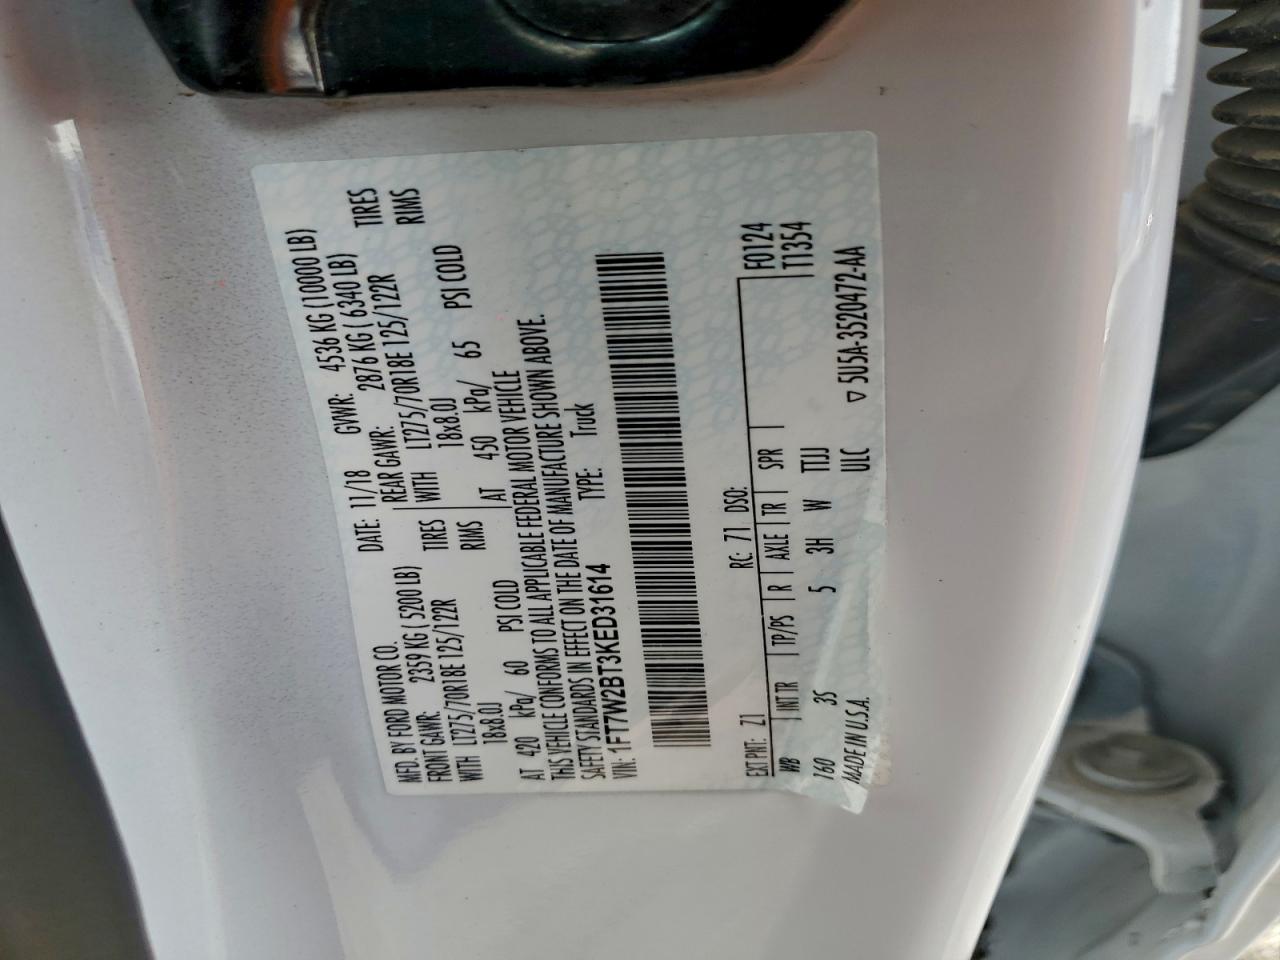 MFD. BY FORD MOTOR CO.
DATE: 11/18 GVWR: 4536 KG (10000 LB)
FRONT GAWR: 2359 KG ( 5200 LB) REAR GAWR: 2876 KG ( 6340 LB)
WITH LT275/70R18E 125/122R TIRES WITH LT275/70R18E 125/122R TIRES
18x8.0J RIMS 18x8.0J RIMS
AT 420 kPa/ 60 PSI COLD AT 450 kPa/ 65 PSI COLD
THIS VEHICLE CONFORMS TO ALL APPLICABLE FEDERAL MOTOR VEHICLE
SAFETY STANDARDS IN EFFECT ON THE DATE OF MANUFACTURE SHOWN ABOVE.
VIN: 1FT7W2BT3KED31614 TYPE: Truck
EXT PNT: Z1 RC: 71 DSO: F0124
WB INT TR TP/PS R AXLE TR SPR T1354
160 3S 5 3H W TTJJ
MADE IN U.S.A. ULC ▽ 5U5A-3520472-AA